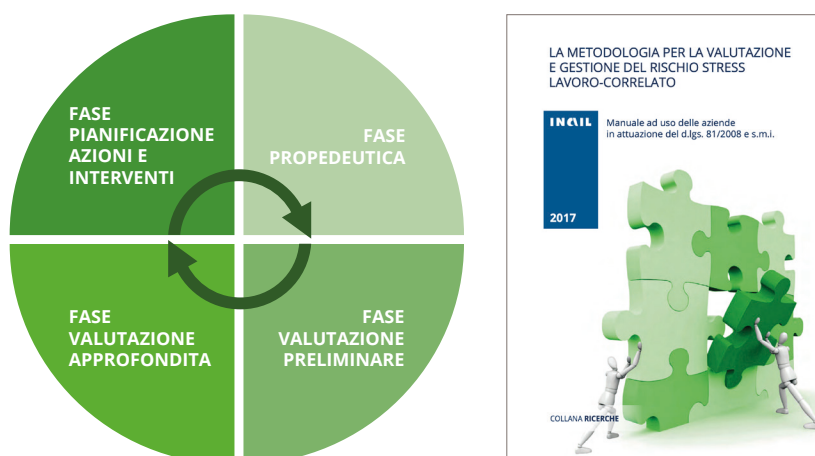 FASE
PIANIFICAZIONE
AZIONI E
INTERVENTI
FASE
PROPEDEUTICA
FASE
VALUTAZIONE
APPROFONDITA
FASE
VALUTAZIONE
PRELIMINARE
LA METODOLOGIA PER LA VALUTAZIONE
E GESTIONE DEL RISCHIO STRESS
LAVORO-CORRELATO
INAIL
Manuale ad uso delle aziende
in attuazione del d.lgs. 81/2008 e s.m.i.
2017
COLLANA RICERCHE